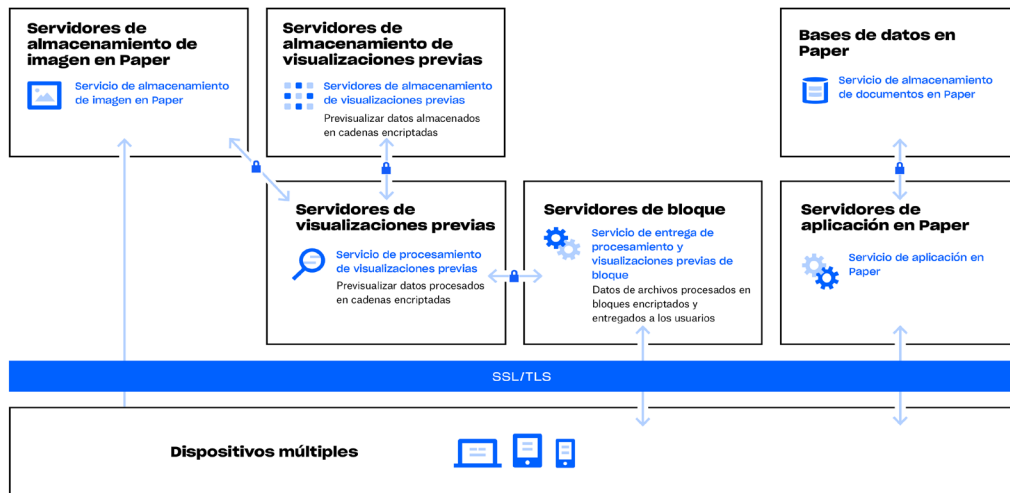 Servidores de
almacenamiento de
imagen en Paper
Servicio de almacenamiento
de imagen en Paper
Servidores de
almacenamiento de
visualizaciones previas
Servidores de almacenamiento
de visualizaciones previas
Previsualizar datos almacenados
en cadenas encriptadas
Bases de datos en
Paper
Servicio de almacenamiento
de documentos en Paper
Servidores de
visualizaciones previas
Servicio de procesamiento
de visualizaciones previas
Previsualizar datos procesados
en cadenas encriptadas
Servidores de bloque
Servicio de entrega de
procesamiento y
visualizaciones previas de
bloque
Datos de archivos procesados en
bloques encriptados y
entregados a los usuarios
Servidores de
aplicación en Paper
Servicio de aplicación en
Paper
SSL/TLS
Dispositivos múltiples